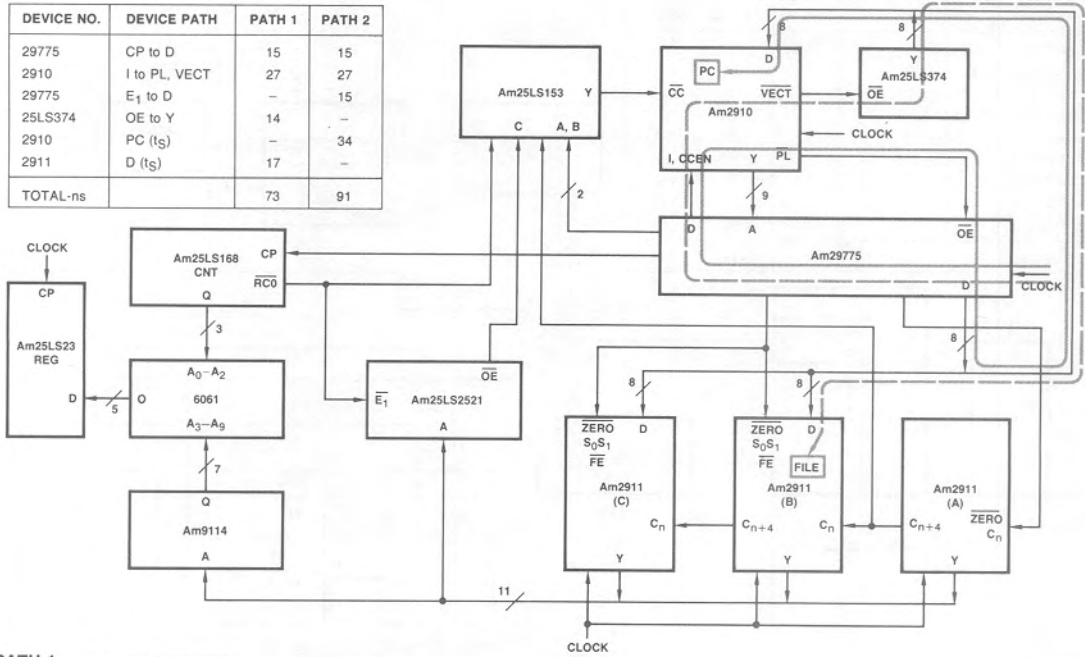 DEVICE NO. DEVICE PATH PATH 1 PATH 2
29775 CP to D 15 15
2910 I to PL, VECT 27 27
29775 E1 to D – 15
25LS374 OE to Y 14 –
2910 PC (tS) – 34
2911 D (tS) 17 –
TOTAL-ns 73 91
8
8
D
PC
CC
VECT
Am2910
I, CCEN
Y
PL
Y
Am25LS374
OE
CLOCK
Am25LS153
Y
C
A, B
2
9
D
A
OE
Am29775
D
CLOCK
8
CLOCK
CP
Am25LS23
REG
D
5
Am25LS168
CNT
CP
RC0
Q
3
A0–A2
O
6061
A3–A9
7
Q
Am9114
A
OE
E1
Am25LS2521
A
8
ZERO D
S0S1
FE
Am2911
(C)
Cn
Y
8
ZERO D
S0S1
FE
FILE
Am2911
(B)
Cn+4
Cn
Y
Am2911
(A)
Cn+4
ZERO
Cn
Y
11
CLOCK